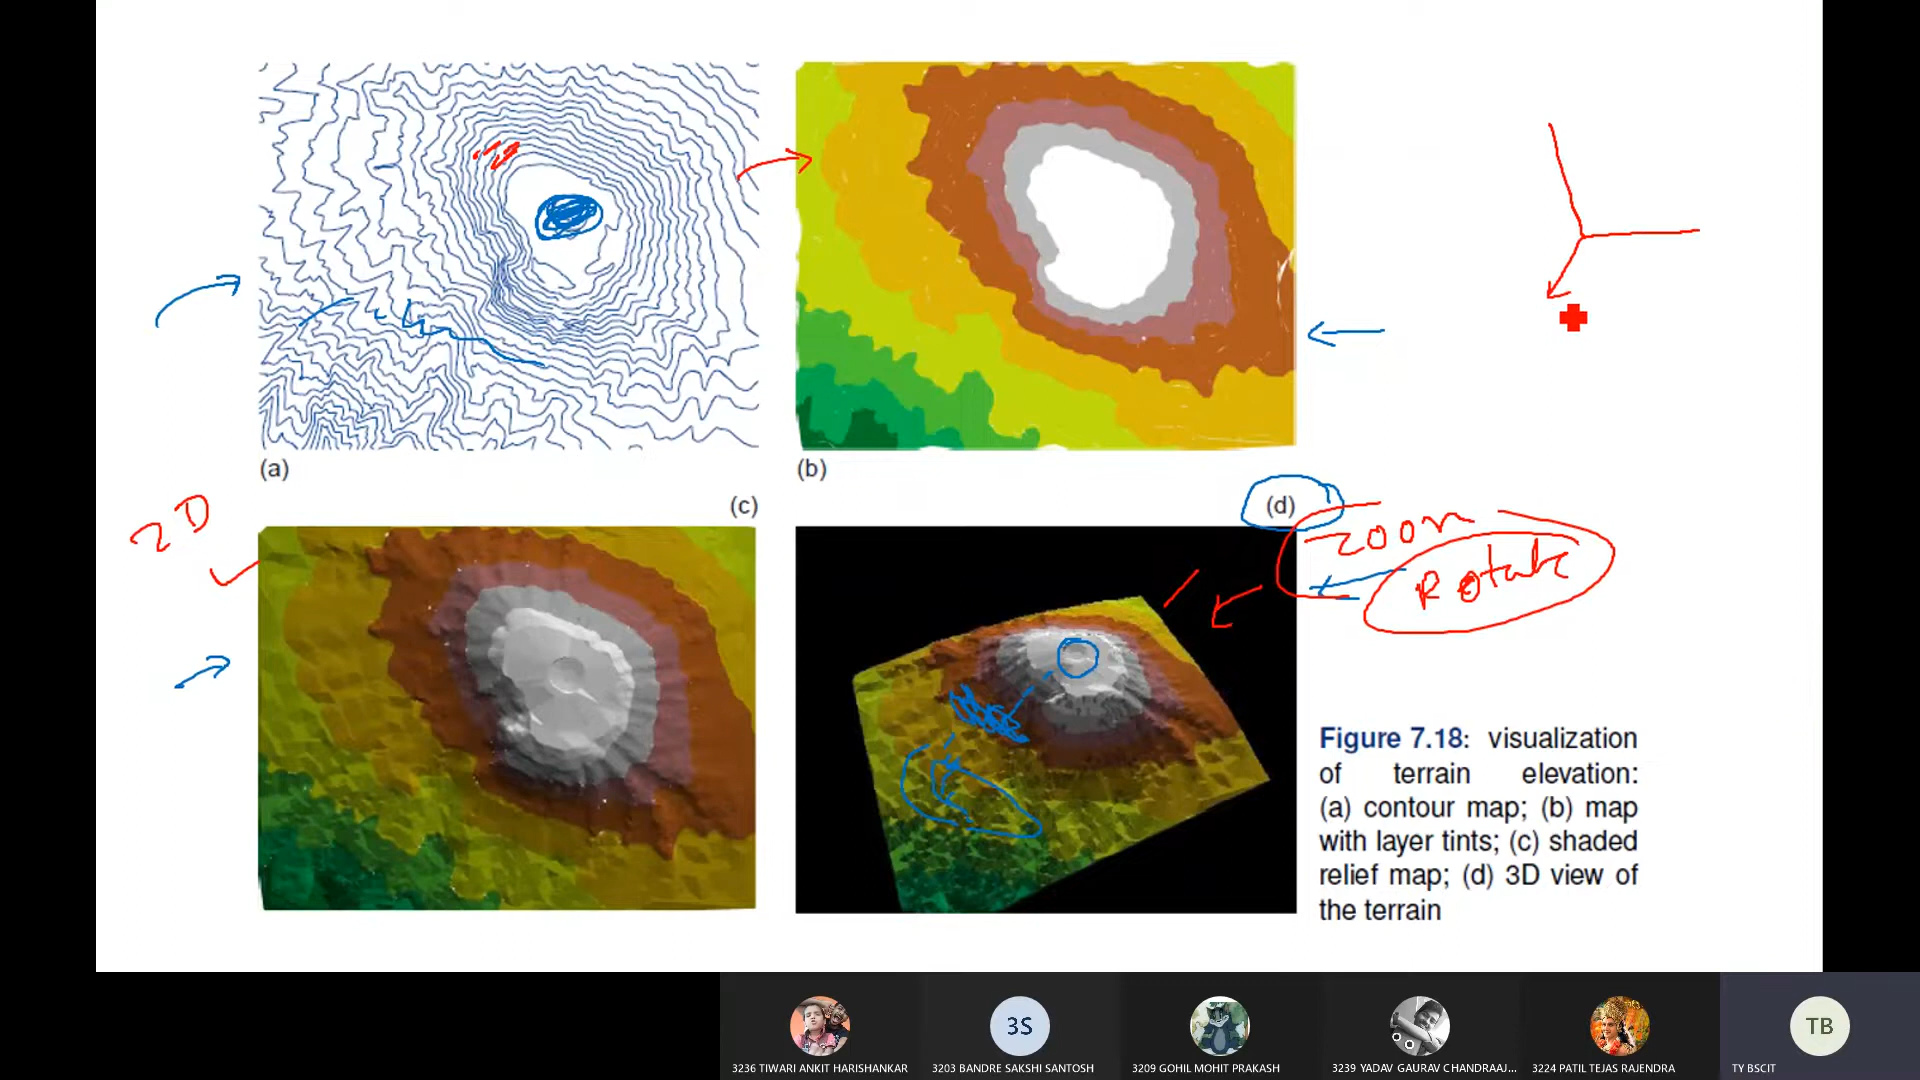 (a)
(b)
(c)
(d)
2D
zoom
Rotate
Figure 7.18: visualization
of terrain elevation:
(a) contour map; (b) map
with layer tints; (c) shaded
relief map; (d) 3D view of
the terrain
3S
TB
3236 TIWARI ANKIT HARISHANKAR
3203 BANDRE SAKSHI SANTOSH
3209 GOHIL MOHIT PRAKASH
3239 YADAV GAURAV CHANDRAAJ...
3224 PATIL TEJAS RAJENDRA
TY BSCIT